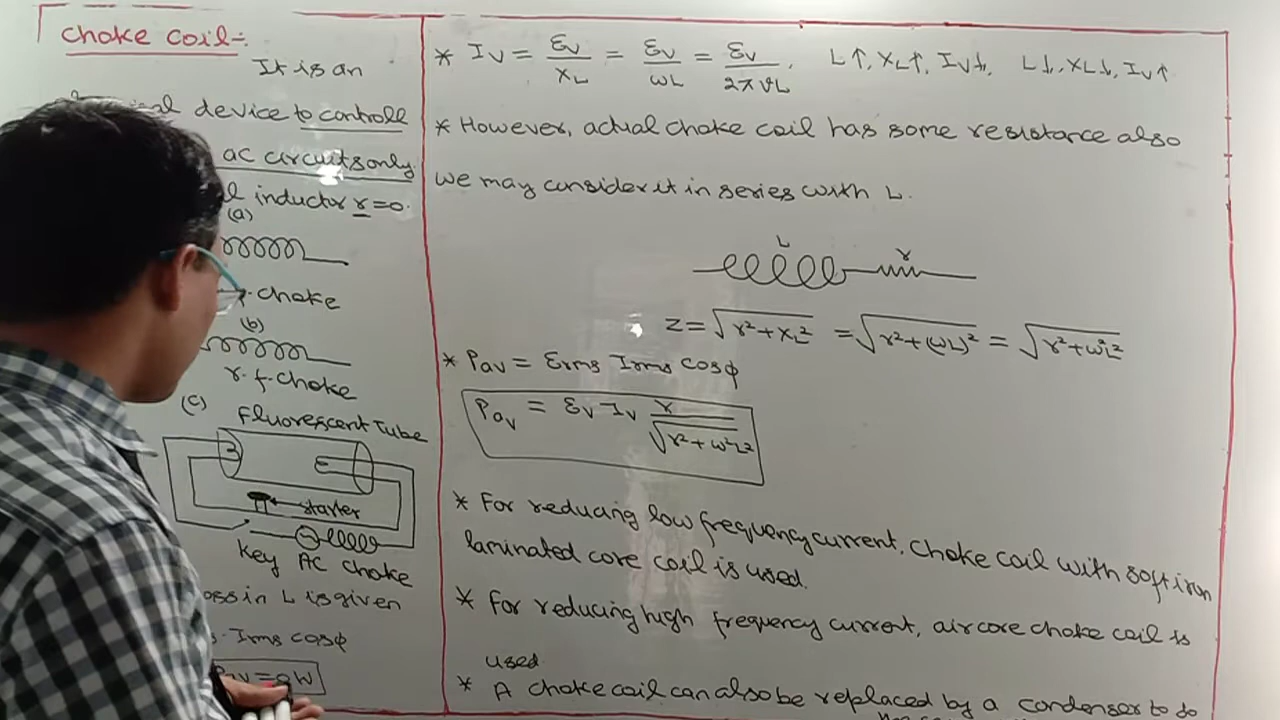 Choke coil:-
It is an
device to controll
ac circuits only
inductor r=0.
(a)
choke
(b)
r.f. choke
(c)
Fluorescent Tube
starter
Key AC choke
oss in L is given
Irms cosφ
Pav = 0W
* Iv = Ev/XL = Ev/ωL = Ev/2πνL. L↑, XL↑, Iv↓, L↓, XL↓, Iv↑
* However, actual choke coil has some resistance also
we may consider it in series with L.
L r
Z = √r²+XL² = √r²+(ωL)² = √r²+ω²L²
* Pav = Erms Irms cosφ
Pav = Ev Iv r/√r²+ω²L²
* For reducing low frequency current, choke coil with soft iron
laminated core coil is used.
* For reducing high frequency current, air core choke coil is
used
* A choke coil can also be replaced by a condenser to do